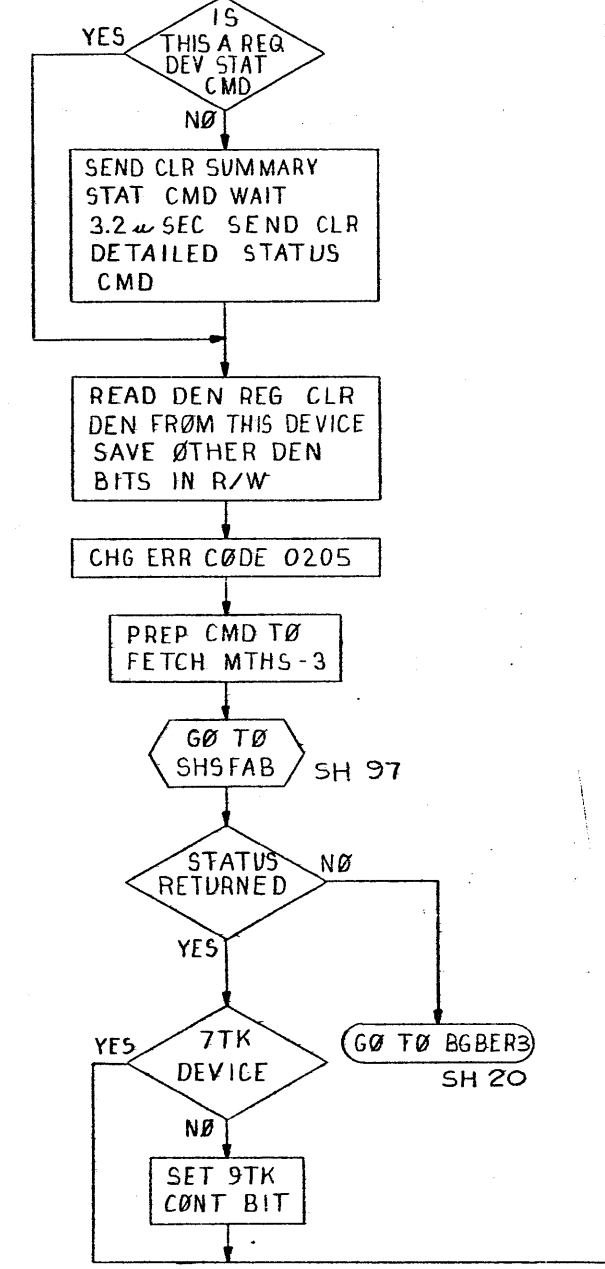 IS
THIS A REQ
DEV STAT
CMD
YES
NØ
SEND CLR SUMMARY
STAT CMD WAIT
3.2 u SEC SEND CLR
DETAILED STATUS
CMD
READ DEN REG CLR
DEN FRØM THIS DEVICE
SAVE ØTHER DEN
BITS IN R/W
CHG ERR CØDE 0205
PREP CMD TØ
FETCH MTHS-3
GØ TØ
SHSFAB
SH 97
STATUS
RETURNED
NØ
YES
GØ TØ BGBER3
SH 20
7TK
DEVICE
YES
NØ
SET 9TK
CØNT BIT